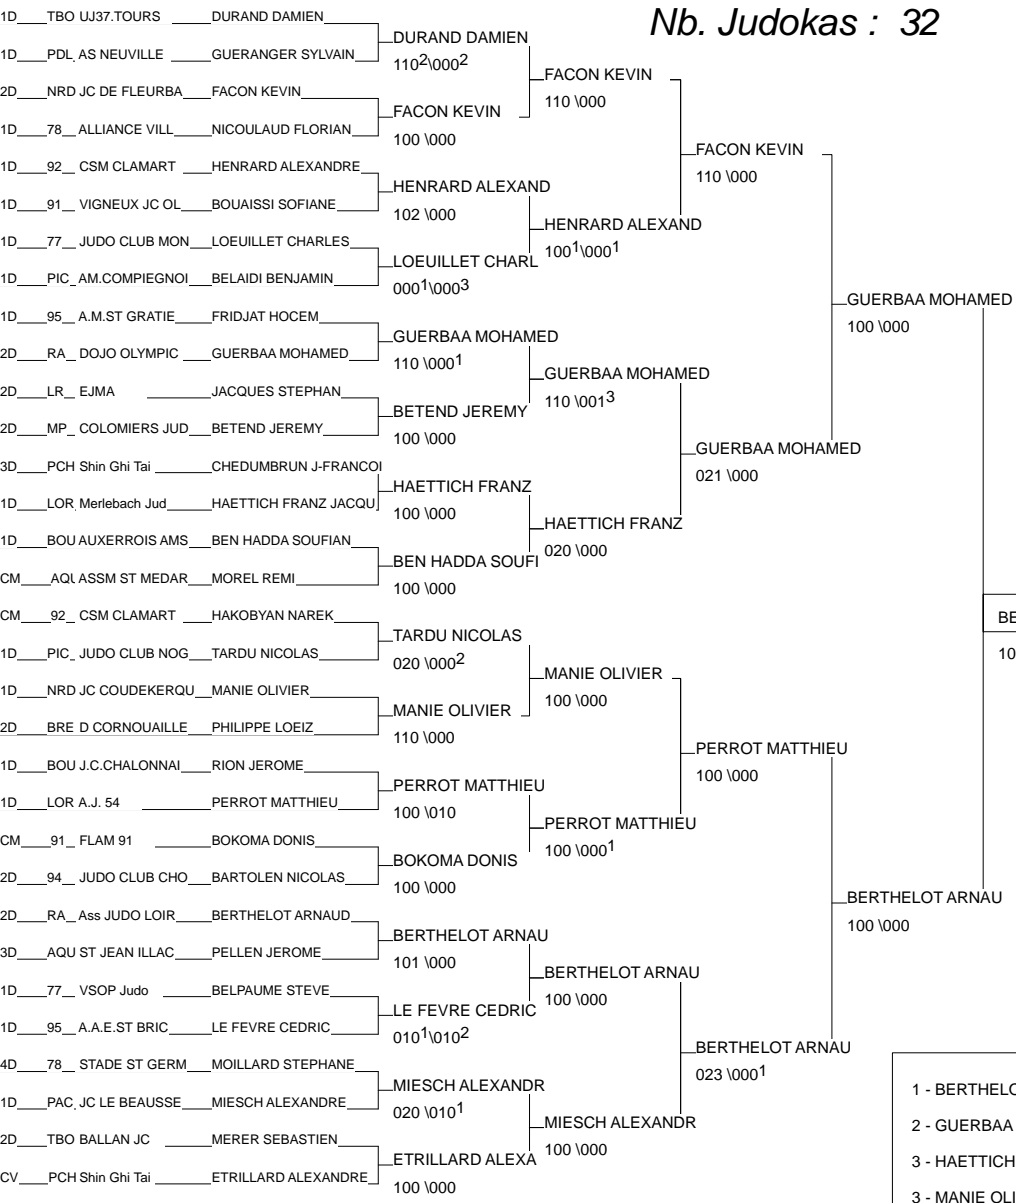 Nb. Judokas : 32
1D TBO UJ37.TOURS DURAND DAMIEN
1D PDL AS NEUVILLE GUERANGER SYLVAIN
2D NRD JC DE FLEURBA FACON KEVIN
1D 78 ALLIANCE VILL NICOULAUD FLORIAN
1D 92 CSM CLAMART HENRARD ALEXANDRE
1D 91 VIGNEUX JC OL BOUAISSI SOFIANE
1D 77 JUDO CLUB MON LOEUILLET CHARLES
1D PIC AM.COMPIEGNOI BELAIDI BENJAMIN
1D 95 A.M.ST GRATIE FRIDJAT HOCEM
2D RA DOJO OLYMPIC GUERBAA MOHAMED
2D LR EJMA JACQUES STEPHAN
2D MP COLOMIERS JUD BETEND JEREMY
3D PCH Shin Ghi Tai CHEDUMBRUN J-FRANCOI
1D LOR Merlebach Jud HAETTICH FRANZ JACQU
1D BOU AUXERROIS AMS BEN HADDA SOUFIAN
CM AQU ASSM ST MEDAR MOREL REMI
CM 92 CSM CLAMART HAKOBYAN NAREK
1D PIC JUDO CLUB NOG TARDU NICOLAS
1D NRD JC COUDEKERQU MANIE OLIVIER
2D BRE D CORNOUAILLE PHILIPPE LOEIZ
1D BOU J.C.CHALONNAI RION JEROME
1D LOR A.J. 54 PERROT MATTHIEU
CM 91 FLAM 91 BOKOMA DONIS
2D 94 JUDO CLUB CHO BARTOLEN NICOLAS
2D RA Ass JUDO LOIR BERTHELOT ARNAUD
3D AQU ST JEAN ILLAC PELLEN JEROME
1D 77 VSOP Judo BELPAUME STEVE
1D 95 A.A.E.ST BRIC LE FEVRE CEDRIC
4D 78 STADE ST GERM MOILLARD STEPHANE
1D PAC JC LE BEAUSSE MIESCH ALEXANDRE
2D TBO BALLAN JC MERER SEBASTIEN
CV PCH Shin Ghi Tai ETRILLARD ALEXANDRE
DURAND DAMIEN
110²\000²
FACON KEVIN
100 \000
HENRARD ALEXAND
102 \000
LOEUILLET CHARL
000¹\000³
GUERBAA MOHAMED
110 \000¹
BETEND JEREMY
100 \000
HAETTICH FRANZ
100 \000
BEN HADDA SOUFI
100 \000
TARDU NICOLAS
020 \000²
MANIE OLIVIER
110 \000
PERROT MATTHIEU
100 \010
BOKOMA DONIS
100 \000
BERTHELOT ARNAU
101 \000
LE FEVRE CEDRIC
010¹\010²
MIESCH ALEXANDR
020 \010¹
ETRILLARD ALEXA
100 \000
FACON KEVIN
110 \000
HENRARD ALEXAND
100¹\000¹
GUERBAA MOHAMED
110 \001³
HAETTICH FRANZ
020 \000
MANIE OLIVIER
100 \000
PERROT MATTHIEU
100 \000¹
BERTHELOT ARNAU
100 \000
MIESCH ALEXANDR
100 \000
FACON KEVIN
110 \000
GUERBAA MOHAMED
021 \000
PERROT MATTHIEU
100 \000
BERTHELOT ARNAU
023 \000¹
GUERBAA MOHAMED
100 \000
BERTHELOT ARNAU
100 \000
BE
10
1 - BERTHELO
2 - GUERBAA
3 - HAETTICH
3 - MANIE OLI